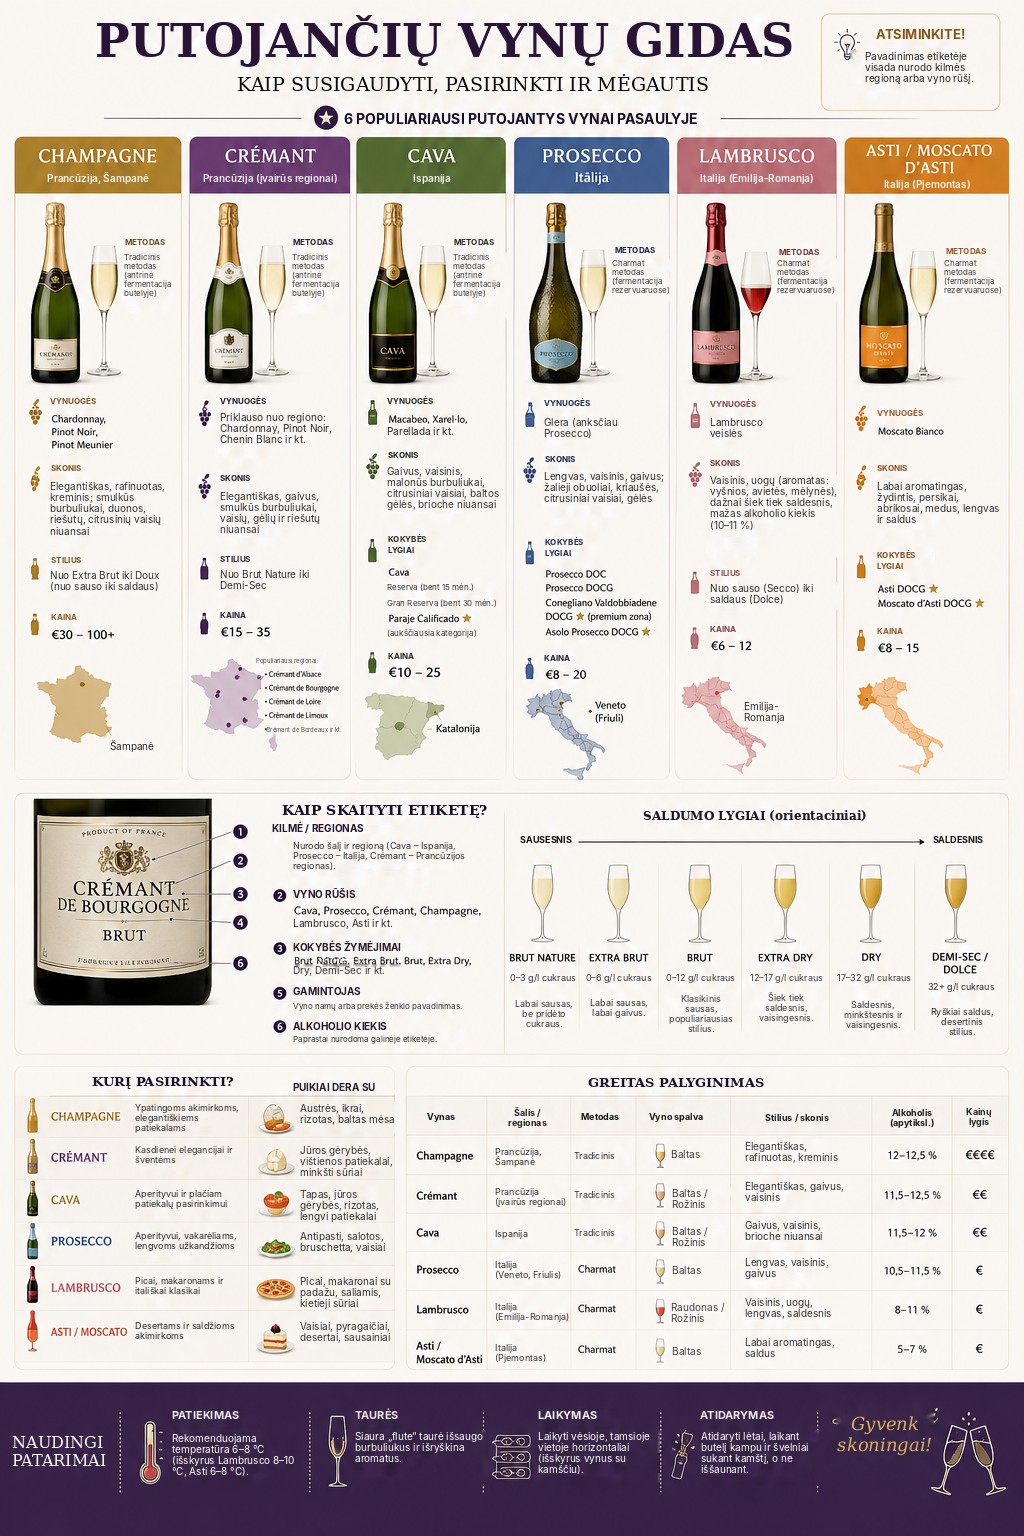 PUTOJANČIŲ VYNŲ GIDAS
KAIP SUSIGAUDYTI, PASIRINKTI IR MĖGAUTIS
6 POPULIARIAUSI PUTOJANTYS VYNAI PASAULYJE
ATSIMINKITE!
Pavadinimas etiketėje
visada nurodo kilmės
regioną arba vyno rūšį.
CHAMPAGNE
Prancūzija, Šampanė
METODAS
Tradicinis
metodas
(antrinė
fermentacija
butelyje)
VYNUOGĖS
Chardonnay,
Pinot Noir,
Pinot Meunier
SKONIS
Elegantiškas, rafinuotas,
kreminis; smulkūs
burbuliukai, duonos,
riešutų, citrusinių vaisių
niuansai
STILIUS
Nuo Extra Brut iki Doux
(nuo sauso iki saldaus)
KAINA
€30 – 100+
Šampanė
CRÉMANT
Prancūzija (įvairūs regionai)
METODAS
Tradicinis
metodas
(antrinė
fermentacija
butelyje)
CRÉMANT
VYNUOGĖS
Priklauso nuo regiono:
Chardonnay, Pinot Noir,
Chenin Blanc ir kt.
SKONIS
Elegantiškas, gaivus,
smulkūs burbuliukai,
vaisių, gėlių ir riešutų
niuansai
STILIUS
Nuo Brut Nature iki
Demi-Sec
KAINA
€15 – 35
Populiariausi regionai:
• Crémant d'Alsace
• Crémant de Bourgogne
• Crémant de Loire
• Crémant de Limoux
Crémant de Bordeaux ir kt.
CAVA
Ispanija
METODAS
Tradicinis
metodas
(antrinė
fermentacija
butelyje)
CAVA
VYNUOGĖS
Macabeo, Xarel-lo,
Parellada ir kt.
SKONIS
Gaivus, vaisinis,
malonūs burbuliukai,
citrusiniai vaisiai, baltos
gėlės, brioche niuansai
KOKYBĖS
LYGIAI
Cava
Reserva (bent 15 mėn.)
Gran Reserva (bent 30 mėn.)
Paraje Calificado
(aukščiausia kategorija)
KAINA
€10 – 25
Katalonija
PROSECCO
Itālija
METODAS
Charmat
metodas
(fermentacija
rezervuaruose)
PROSECCO
VYNUOGĖS
Glera (anksčiau
Prosecco)
SKONIS
Lengvas, vaisinis, gaivus;
žalieji obuoliai, kriaušės,
citrusiniai vaisiai, gėlės
KOKYBĖS
LYGIAI
Prosecco DOC
Prosecco DOCG
Conegliano Valdobbiadene
DOCG (premium zona)
Asolo Prosecco DOCG
KAINA
€8 – 20
Veneto
(Friuli)
LAMBRUSCO
Italija (Emilija-Romanja)
METODAS
Charmat
metodas
(fermentacija
rezervuaruose)
LAMBRUSCO
VYNUOGĖS
Lambrusco
veislės
SKONIS
Vaisinis, uogų (aromatas:
vyšnios, avietės, mėlynės),
dažnai šiek tiek saldesnis,
mažas alkoholio kiekis
(10–11 %)
STILIUS
Nuo sauso (Secco) iki
saldaus (Dolce)
KAINA
€6 – 12
Emilija-
Romanja
ASTI / MOSCATO
D'ASTI
Italija (Pjemontas)
METODAS
Charmat
metodas
(fermentacija
rezervuaruose)
MOSCATO
VYNUOGĖS
Moscato Bianco
SKONIS
Labai aromatingas,
žydintis, persikai,
abrikosai, medus, lengvas
ir saldus
KOKYBĖS
LYGIAI
Asti DOCG
Moscato d'Asti DOCG
KAINA
€8 – 15
PRODUCT OF FRANCE
CRÉMANT
DE BOURGOGNE
BRUT
1
2
3
4
6
KAIP SKAITYTI ETIKETĘ?
KILMĖ / REGIONAS
Nurodo šalį ir regioną (Cava – Ispanija,
Prosecco – Italija, Crémant – Prancūzijos
regionas).
2 VYNO RŪŠIS
Cava, Prosecco, Crémant, Champagne,
Lambrusco, Asti ir kt.
3 KOKYBĖS ŽYMĖJIMAI
Brut Extra Brut, Brut, Extra Dry,
Dry, Demi-Sec ir kt.
5 GAMINTOJAS
Vyno namų arba prekės ženklo pavadinimas.
6 ALKOHOLIO KIEKIS
Paprastai nurodoma galinėje etiketėje.
SALDUMO LYGIAI (orientaciniai)
SAUSESNIS
SALDESNIS
BRUT NATURE
0–3 g/l cukraus
Labai sausas,
be pridėto
cukraus.
EXTRA BRUT
0–6 g/l cukraus
Labai sausas,
labai gaivus.
BRUT
0–12 g/l cukraus
Klasikinis
sausas,
populiariausias
stilius.
EXTRA DRY
12–17 g/l cukraus
Šiek tiek
saldesnis,
vaisingesnis.
DRY
17–32 g/l cukraus
Saldesnis,
minkštesnis ir
vaisingesnis.
DEMI-SEC /
DOLCE
32+ g/l cukraus
Ryškiai saldus,
desertinis
stilius.
KURĮ PASIRINKTI?
PUIKIAI DERA SU
CHAMPAGNE
Ypatingoms akimirkoms,
elegantiškiems
patiekalams
Austrės, ikrai,
rizotas, baltas mėsa
CRÉMANT
Kasdienei elegancijai ir
šventėms
Jūros gėrybės,
vištienos patiekalai,
minkšti sūriai
CAVA
Aperityvui ir plačiam
patiekalų pasirinkimui
Tapas, jūros
gėrybės, rizotas,
lengvi patiekalai
PROSECCO
Aperityvui, vakarėliams,
lengvoms užkandžioms
Antipasti, salotos,
bruschetta, vaisiai
LAMBRUSCO
Picai, makaronams ir
itališkai klasikai
Picai, makaronai su
padažu, saliamis,
kietieji sūriai
ASTI / MOSCATO
Desertams ir saldžioms
akimirkoms
Vaisiai, pyragaičiai,
desertai, sausainiai
GREITAS PALYGINIMAS
Vynas
Šalis /
regionas
Metodas
Vyno spalva
Stilius / skonis
Alkoholis
(apytiksl.)
Kainų
lygis
Champagne
Prancūzija,
Šampanė
Tradicinis
Baltas
Elegantiškas,
rafinuotas, kreminis
12–12,5 %
€€€€
Crémant
Prancūzija
(įvairūs regionai)
Tradicinis
Baltas /
Rožinis
Elegantiškas, gaivus,
vaisinis
11,5–12,5 %
€€
Cava
Ispanija
Tradicinis
Baltas /
Rožinis
Gaivus, vaisinis,
brioche niuansai
11,5–12 %
€€
Prosecco
Italija
(Veneto, Friulis)
Charmat
Baltas
Lengvas, vaisinis,
gaivus
10,5–11,5 %
€
Lambrusco
Italija
(Emilija-Romanja)
Charmat
Raudonas /
Rožinis
Vaisinis, uogų,
lengvas, saldesnis
8–11 %
€
Asti /
Moscato d'Asti
Italija
(Pjemontas)
Charmat
Baltas
Labai aromatingas,
saldus
5–7 %
€
NAUDINGI
PATARIMAI
PATIEKIMAS
Rekomenduojama
temperatūra 6–8 °C
(išskyrus Lambrusco 8–10
°C, Asti 6–8 °C).
TAURĖS
Siaura „flute“ taurė išsaugo
burbuliukus ir išryškina
aromatus.
LAIKYMAS
Laikyti vėsioje, tamsioje
vietoje horizontaliai
(išskyrus vynus su
kamščiu).
ATIDARYMAS
Atidaryti lėtai, laikant
butelį kampu ir švelniai
sukant kamštį, o ne
iššaunant.
Gyvenk
skoningai!